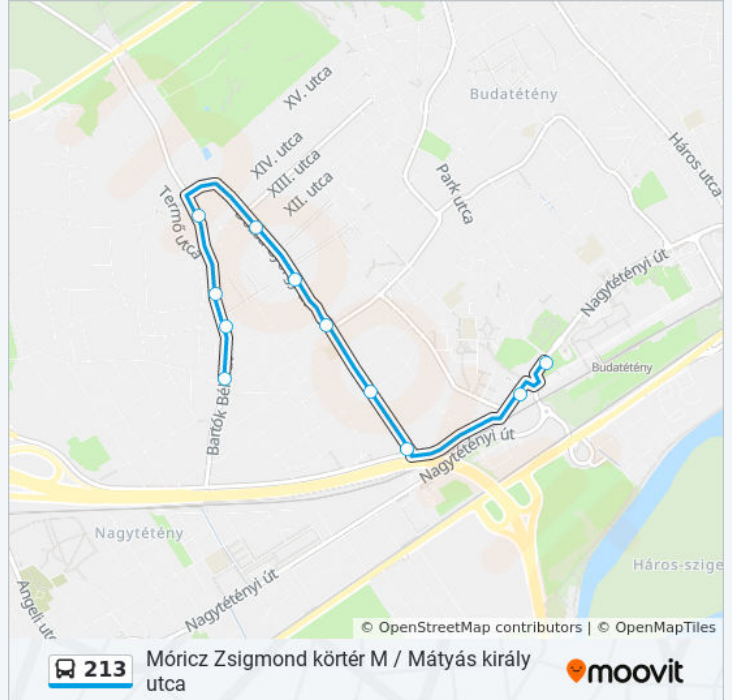 XV. utca
Budatétény
XIV. utca
XIII. utca
XII. utca
Háros utca
Park utca
Termő utca
Nagytétényi út
Budatétény
Bartók Bé
Nagytétényi út
Nagytétény
Háros-szige
Nagytétényi út
Angeli utc
© OpenStreetMap contributors | © OpenMapTiles
213
Móricz Zsigmond körtér M / Mátyás király
utca
moovit